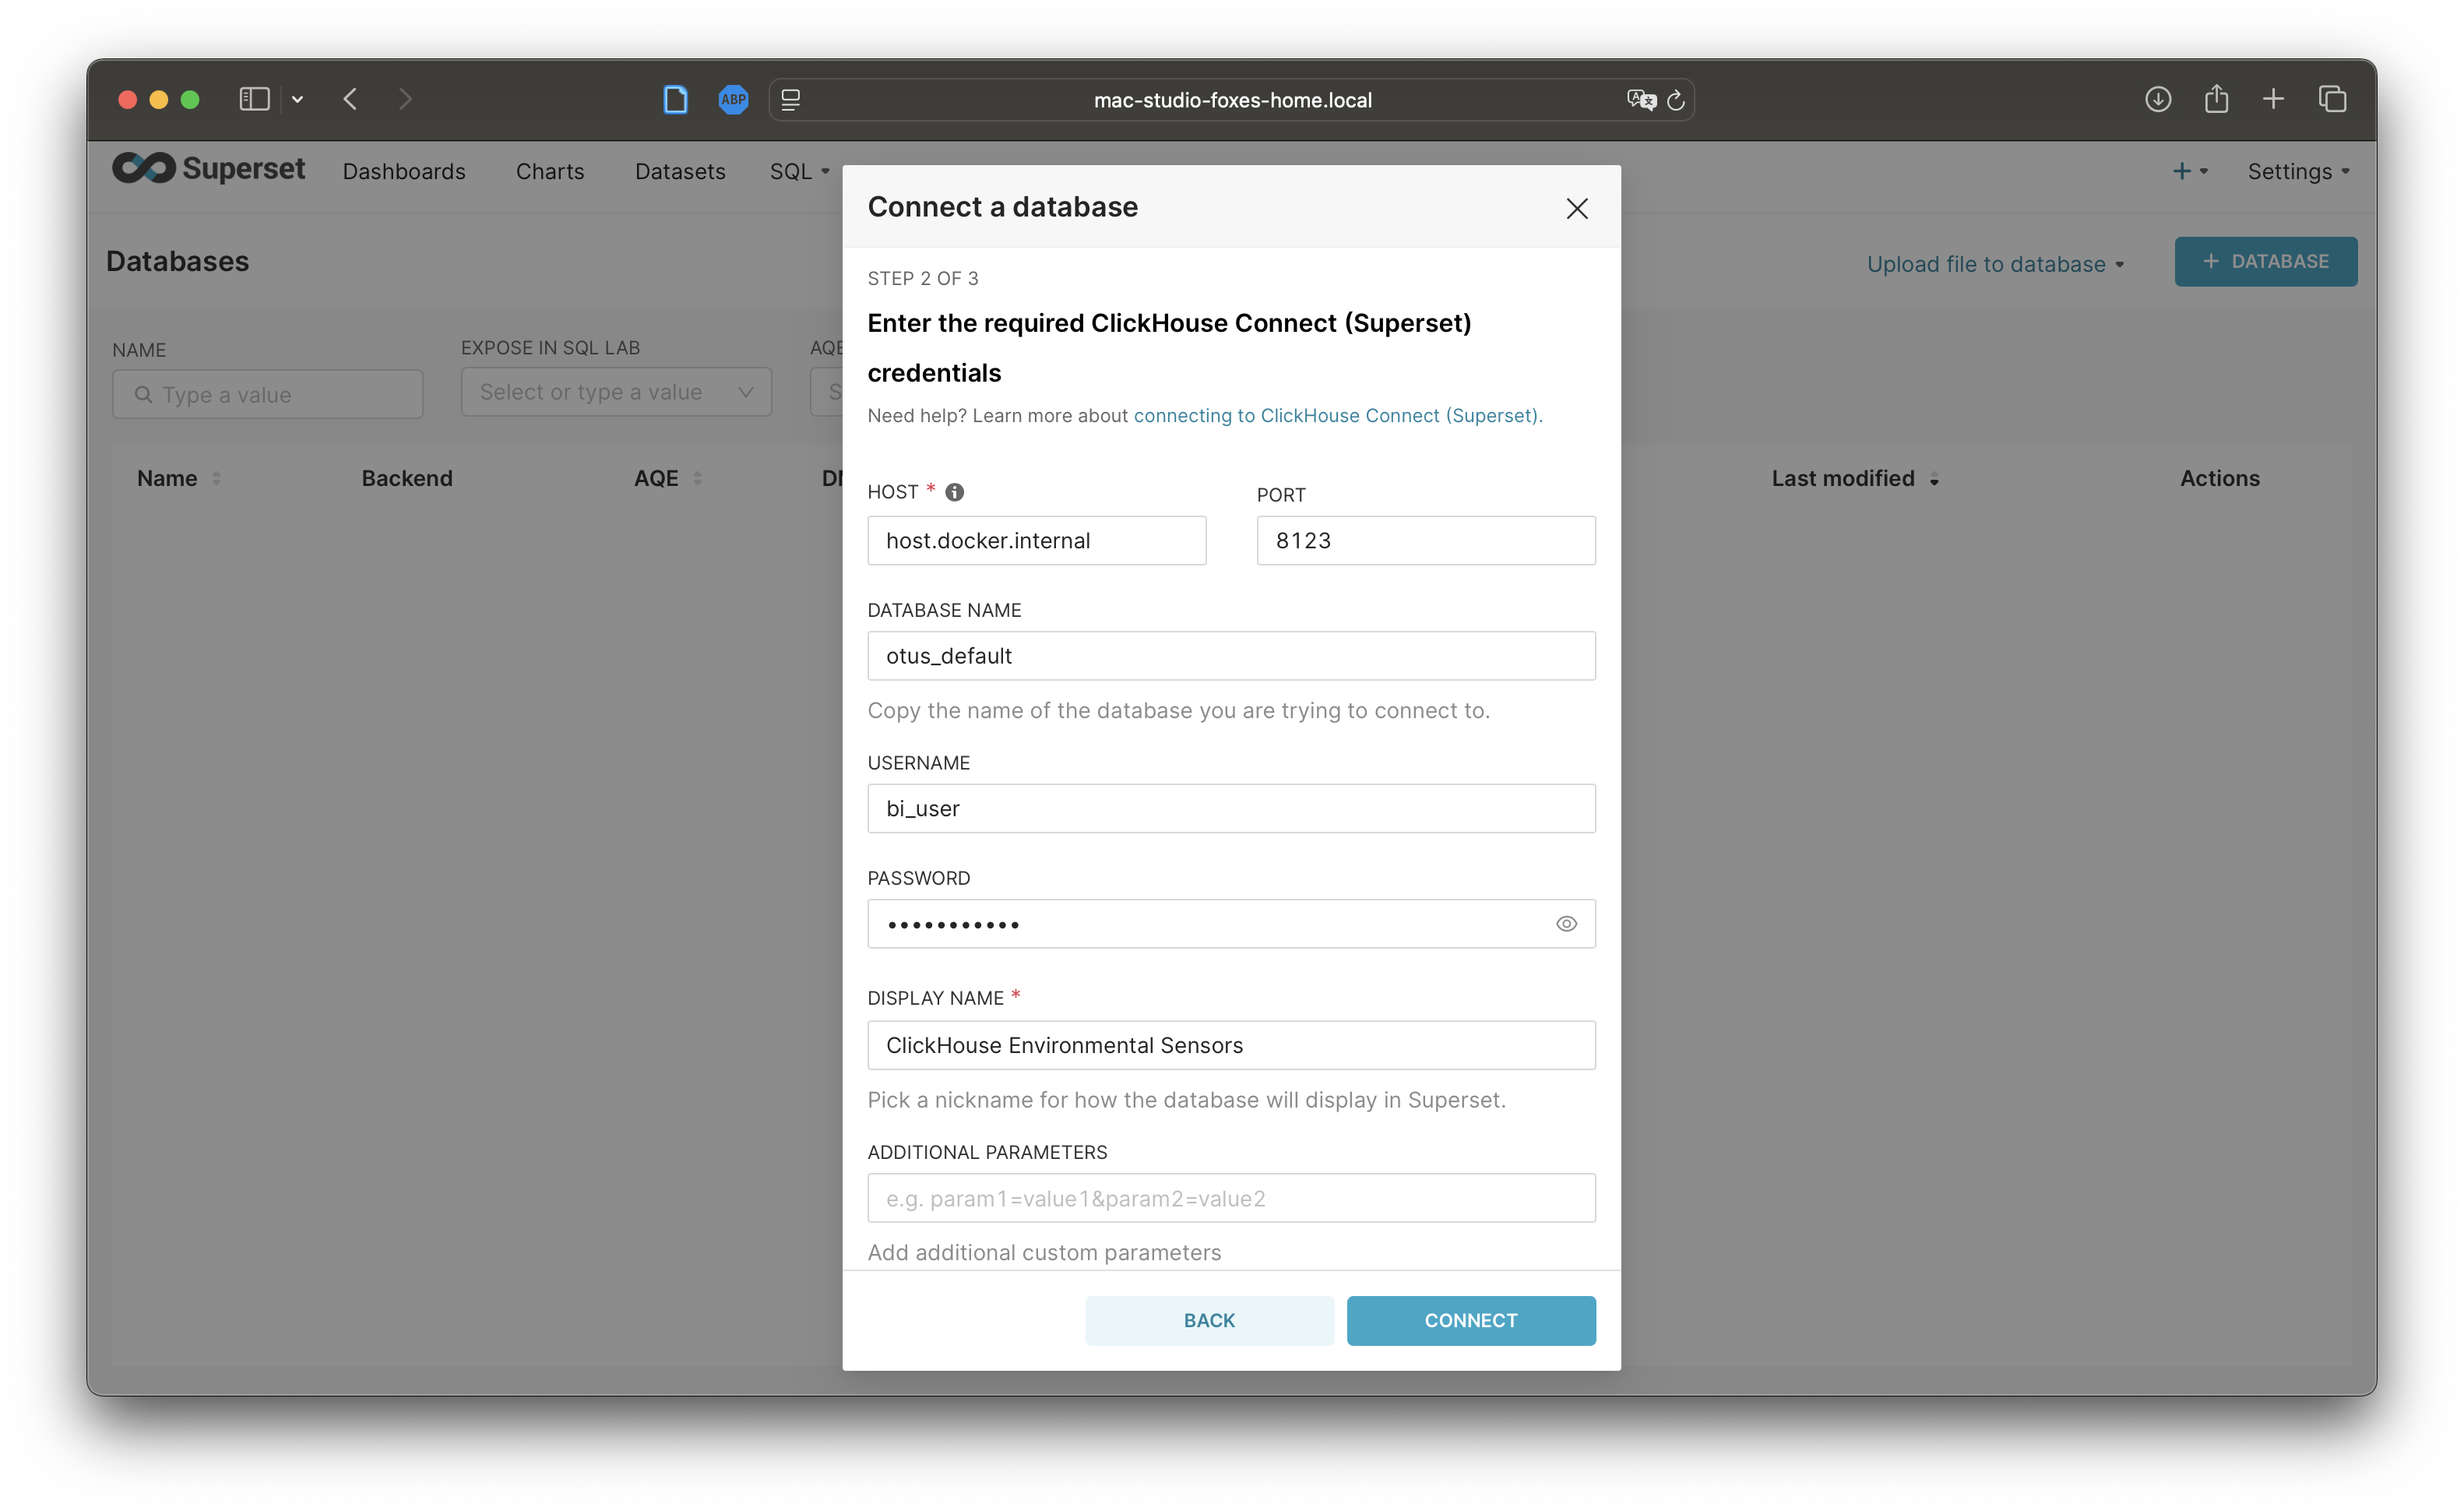 ABP
mac-studio-foxes-home.local
Superset
Dashboards
Charts
Datasets
SQL
Settings
Connect a database
Databases
Upload file to database
+ DATABASE
STEP 2 OF 3
Enter the required ClickHouse Connect (Superset)
credentials
Need help? Learn more about connecting to ClickHouse Connect (Superset).
NAME
EXPOSE IN SQL LAB
Type a value
Select or type a value
Name
Backend
AQE
Last modified
Actions
HOST *
PORT
host.docker.internal
8123
DATABASE NAME
otus_default
Copy the name of the database you are trying to connect to.
USERNAME
bi_user
PASSWORD
•••••••••••
DISPLAY NAME *
ClickHouse Environmental Sensors
Pick a nickname for how the database will display in Superset.
ADDITIONAL PARAMETERS
e.g. param1=value1&param2=value2
Add additional custom parameters
BACK
CONNECT